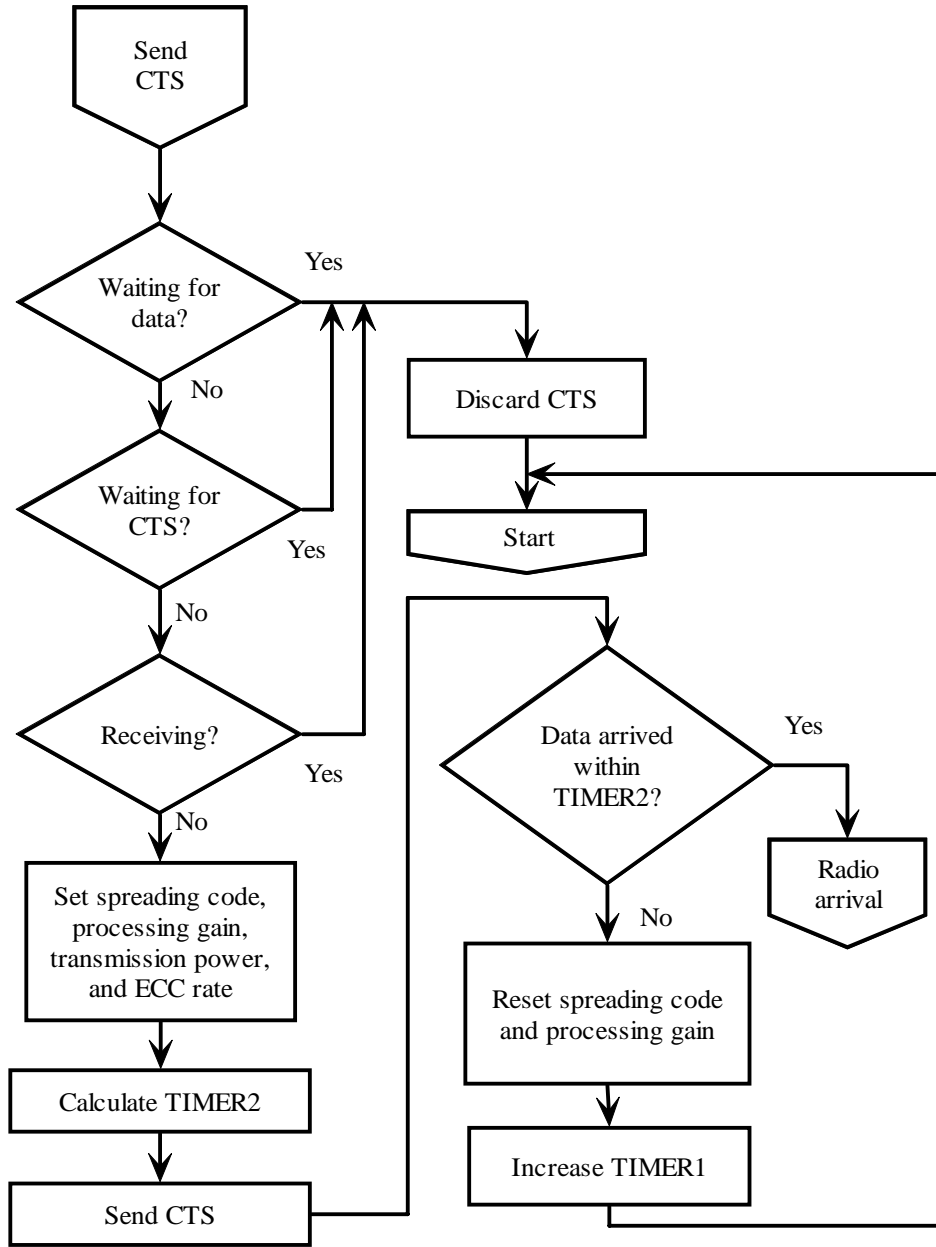 Send
CTS
Waiting for
data?
Yes
No
Discard CTS
Waiting for
CTS?
Yes
Start
No
Receiving?
Yes
No
Data arrived
within
TIMER2?
Yes
Radio
arrival
No
Set spreading code,
processing gain,
transmission power,
and ECC rate
Reset spreading code
and processing gain
Calculate TIMER2
Increase TIMER1
Send CTS